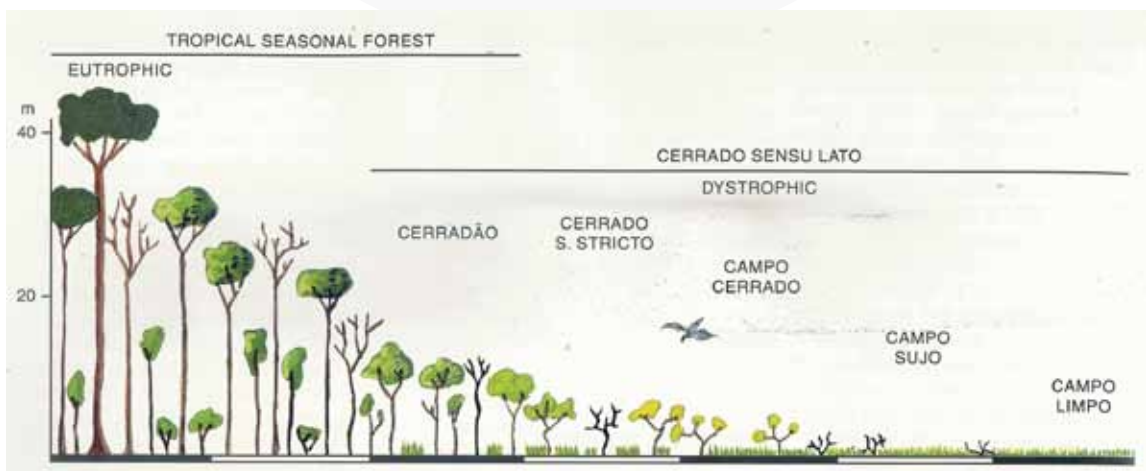 TROPICAL SEASONAL FOREST
EUTROPHIC
m
40
CERRADO SENSU LATO
DYSTROPHIC
CERRADÃO
CERRADO
S. STRICTO
CAMPO
CERRADO
20
CAMPO
SUJO
CAMPO
LIMPO